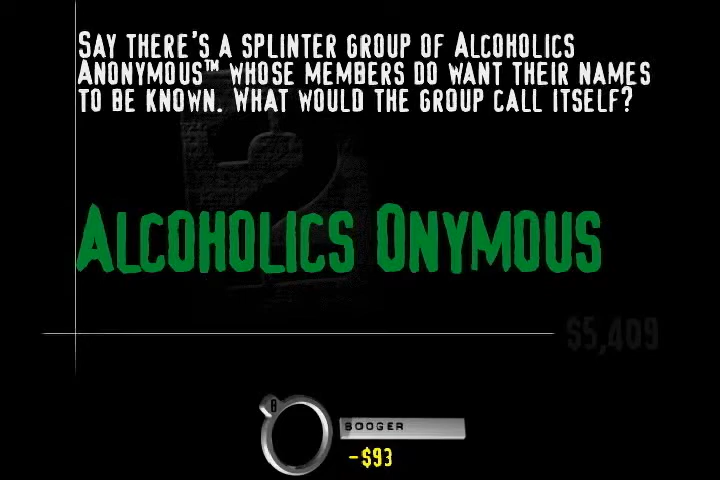 Say there's a splinter group of Alcoholics
Anonymous™ whose members do want their names
to be known. What would the group call itself?
Alcoholics Onymous
$5,409
B
BOOGER
-$93